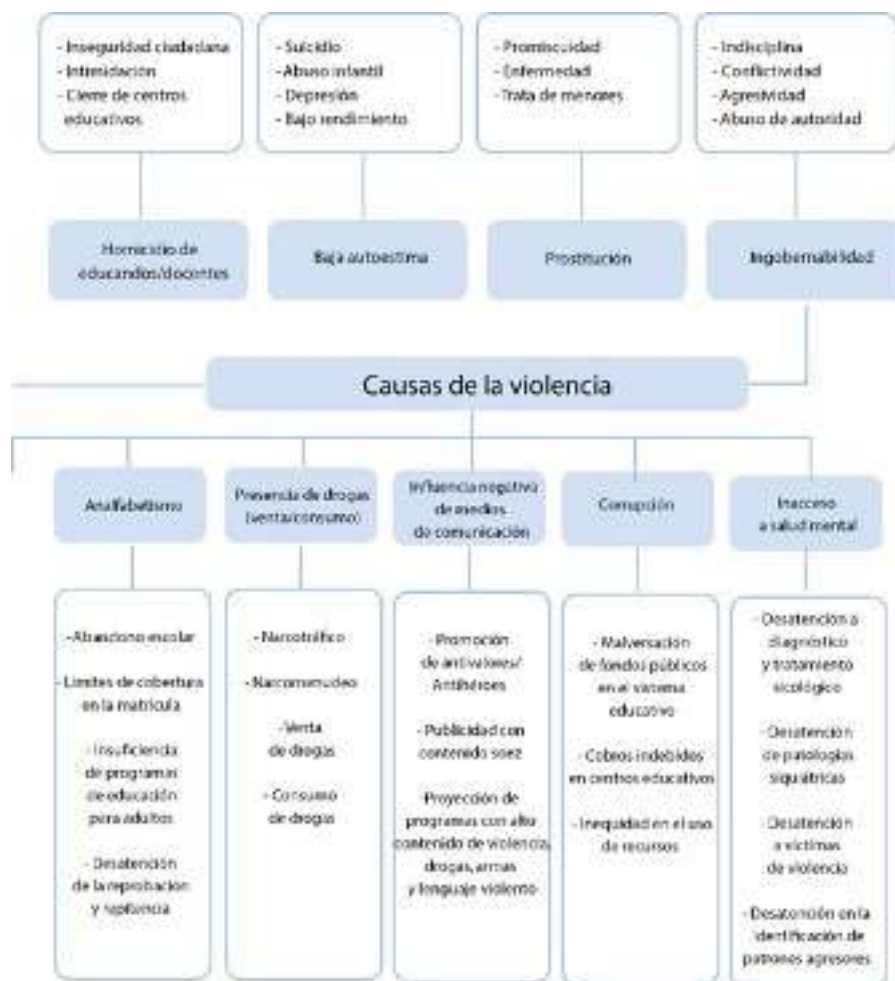 - Inseguridad ciudadana
- Intimidación
- Cierre de centros
educativos
- Suicidio
- Abuso infantil
- Depresión
- Bajo rendimiento
- Promiscuidad
- Enfermedad
- Trata de menores
- Indisciplina
- Conflictividad
- Agresividad
- Abuso de autoridad
Homicidio de
educandos/docentes
Baja autoestima
Prostitución
Ingobernabilidad
Causas de la violencia
Analfabetismo
Presencia de drogas
(venta/consumo)
Influencia negativa
de medios
de comunicación
Corrupción
Inacceso
a salud mental
- Abandono escolar
- Limites de cobertura
en la matrícula
- Insuficiencia
de programas
de educación
para adultos
- Desatención
de la reprobacion
y repitencia
- Narcotráfico
- Narcomenudeo
- Venta
de drogas
- Consumo
de drogas
- Promoción
de antivalores/
Antihéroes
- Publicidad con
contenido soez
- Proyección de
programas con alto
contenido de violencia,
drogas, armas
y lenguaje violento
- Malversación
de fondos públicos
en el sistema
educativo
- Cobros indebidos
en centros educativos
- Inequidad en el uso
de recursos
- Desatención a
diagnóstico
y tratamiento
sicológico
- Desatención
de patologías
siquiátricas
- Desatención
a víctimas
de violencia
- Desatención en la
identificación de
patrones agresores